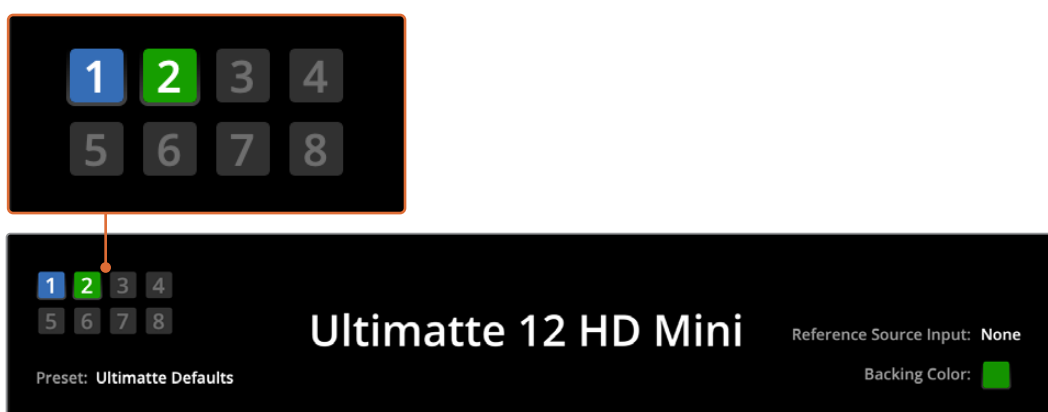 1 2 3 4
5 6 7 8
1 2 3 4
5 6 7 8
Ultimatte 12 HD Mini
Reference Source Input: None
Preset: Ultimatte Defaults
Backing Color: